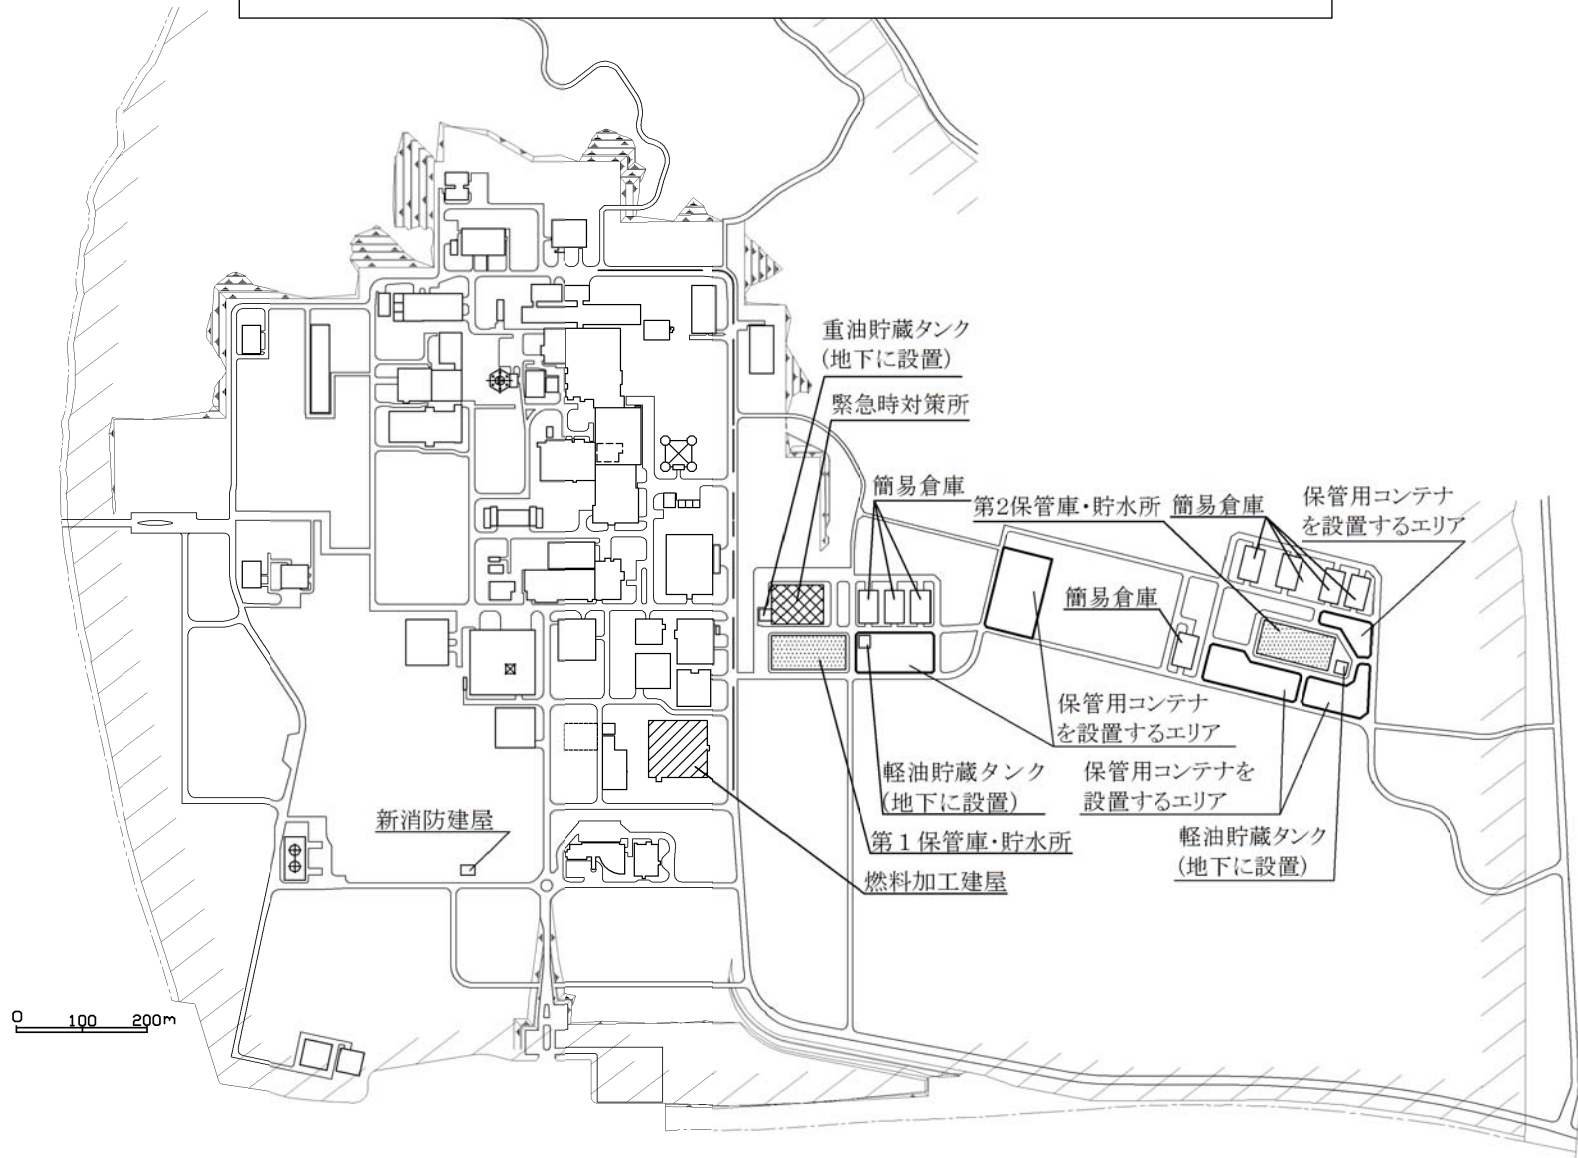 重油貯蔵タンク
(地下に設置)
緊急時対策所
簡易倉庫
第2保管庫・貯水所
簡易倉庫
保管用コンテナ
を設置するエリア
簡易倉庫
保管用コンテナ
を設置するエリア
軽油貯蔵タンク
(地下に設置)
保管用コンテナを
設置するエリア
第1保管庫・貯水所
軽油貯蔵タンク
(地下に設置)
燃料加工建屋
新消防建屋
0 100 200m